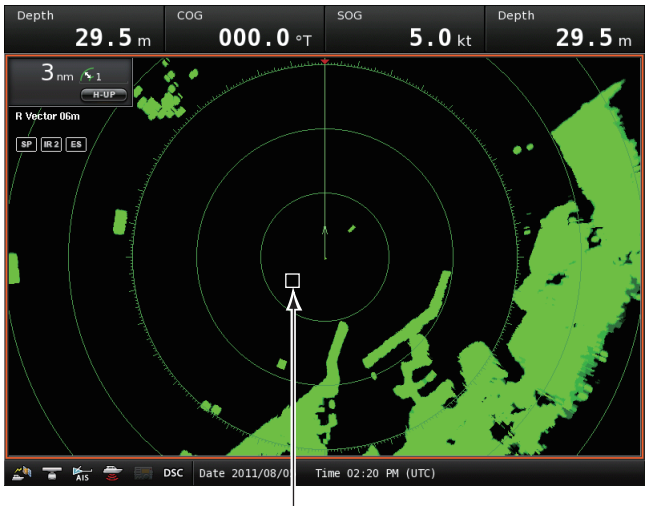 Depth
29.5 m
COG
000.0 °T
SOG
5.0 kt
Depth
29.5 m
3 nm 1
H-UP
R Vector 06m
SP IR 2 ES
AIS
DSC
Date 2011/08/0
Time 02:20 PM (UTC)